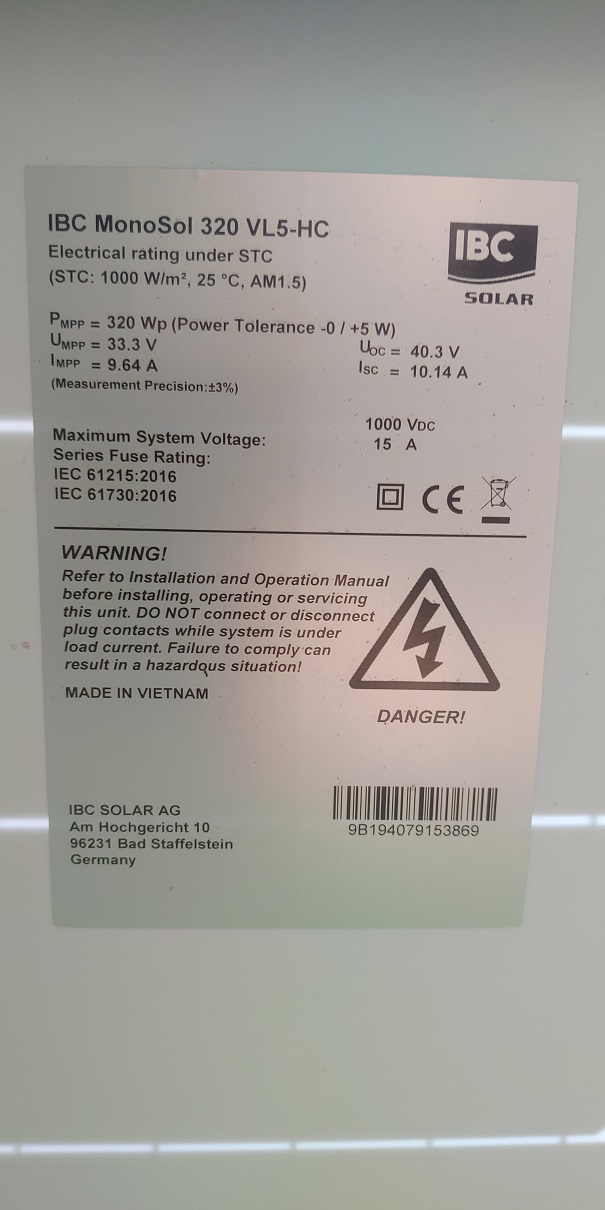 IBC MonoSol 320 VL5-HC
Electrical rating under STC
(STC: 1000 W/m², 25 °C, AM1.5)
IBC
SOLAR
PMPP = 320 Wp (Power Tolerance -0 / +5 W)
UMPP = 33.3 V UOC = 40.3 V
IMPP = 9.64 A ISC = 10.14 A
(Measurement Precision:±3%)
Maximum System Voltage: 1000 VDC
Series Fuse Rating: 15 A
IEC 61215:2016
IEC 61730:2016
CE
WARNING!
Refer to Installation and Operation Manual
before installing, operating or servicing
this unit. DO NOT connect or disconnect
plug contacts while system is under
load current. Failure to comply can
result in a hazardous situation!
MADE IN VIETNAM
DANGER!
IBC SOLAR AG
Am Hochgericht 10
96231 Bad Staffelstein
Germany
9B194079153869